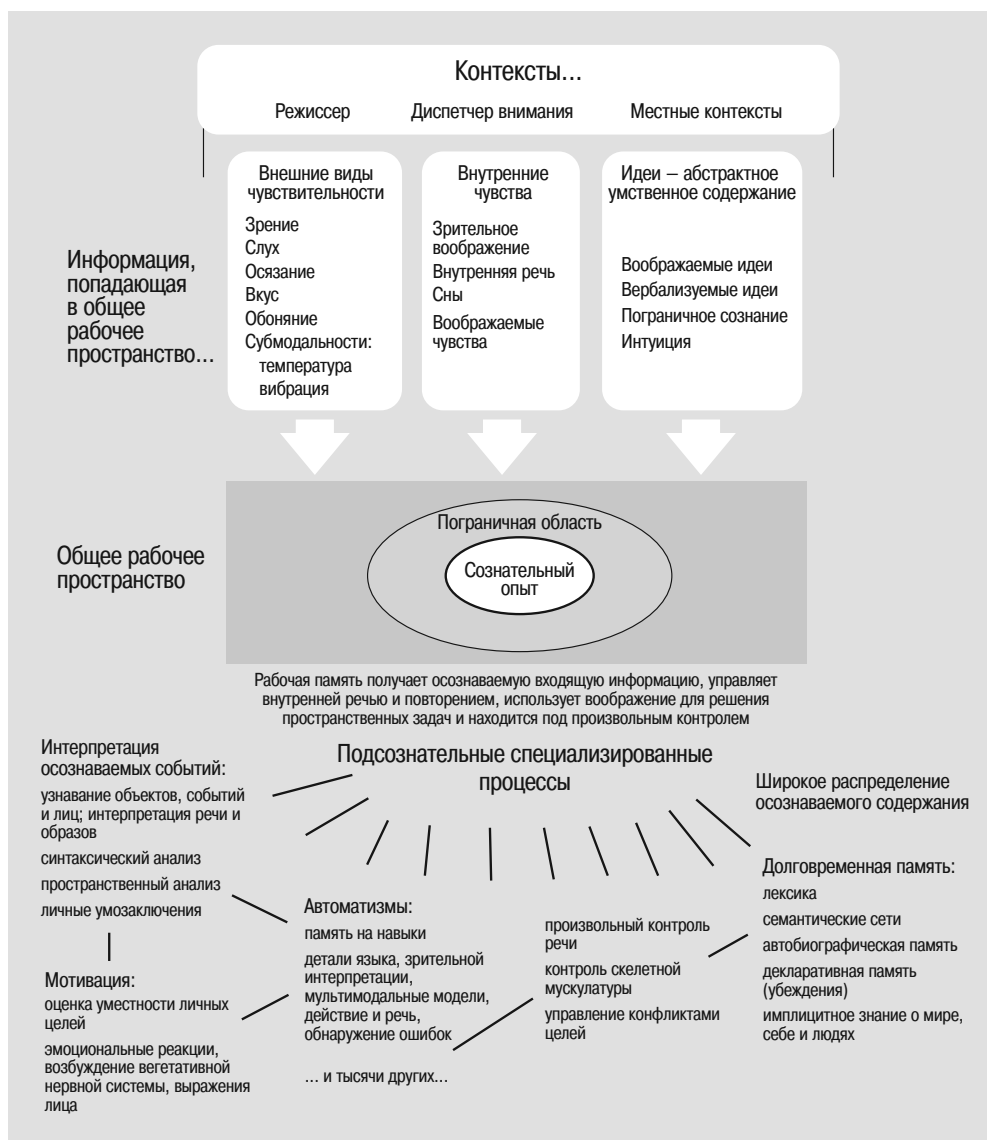 Контексты...
Режиссер
Диспетчер внимания
Местные контексты
Информация,
попадающая
в общее
рабочее
пространство...
Внешние виды
чувствительности
Зрение
Слух
Осязание
Вкус
Обоняние
Субмодальности:
температура
вибрация
Внутренние
чувства
Зрительное
воображение
Внутренняя речь
Сны
Воображаемые
чувства
Идеи – абстрактное
умственное содержание
Воображаемые идеи
Вербализуемые идеи
Пограничное сознание
Интуиция
Общее рабочее
пространство
Пограничная область
Сознательный
опыт
Рабочая память получает осознаваемую входящую информацию, управляет
внутренней речью и повторением, использует воображение для решения
пространственных задач и находится под произвольным контролем
Подсознательные специализированные
процессы
Интерпретация
осознаваемых событий:
узнавание объектов, событий
и лиц; интерпретация речи и
образов
синтаксический анализ
пространственный анализ
личные умозаключения
Мотивация:
оценка уместности личных
целей
эмоциональные реакции,
возбуждение вегетативной
нервной системы, выражения
лица
Автоматизмы:
память на навыки
детали языка, зрительной
интерпретации,
мультимодальные модели,
действие и речь,
обнаружение ошибок
... и тысячи других...
произвольный контроль
речи
контроль скелетной
мускулатуры
управление конфликтами
целей
Широкое распределение
осознаваемого содержания
Долговременная память:
лексика
семантические сети
автобиографическая память
декларативная память
(убеждения)
имплицитное знание о мире,
себе и людях